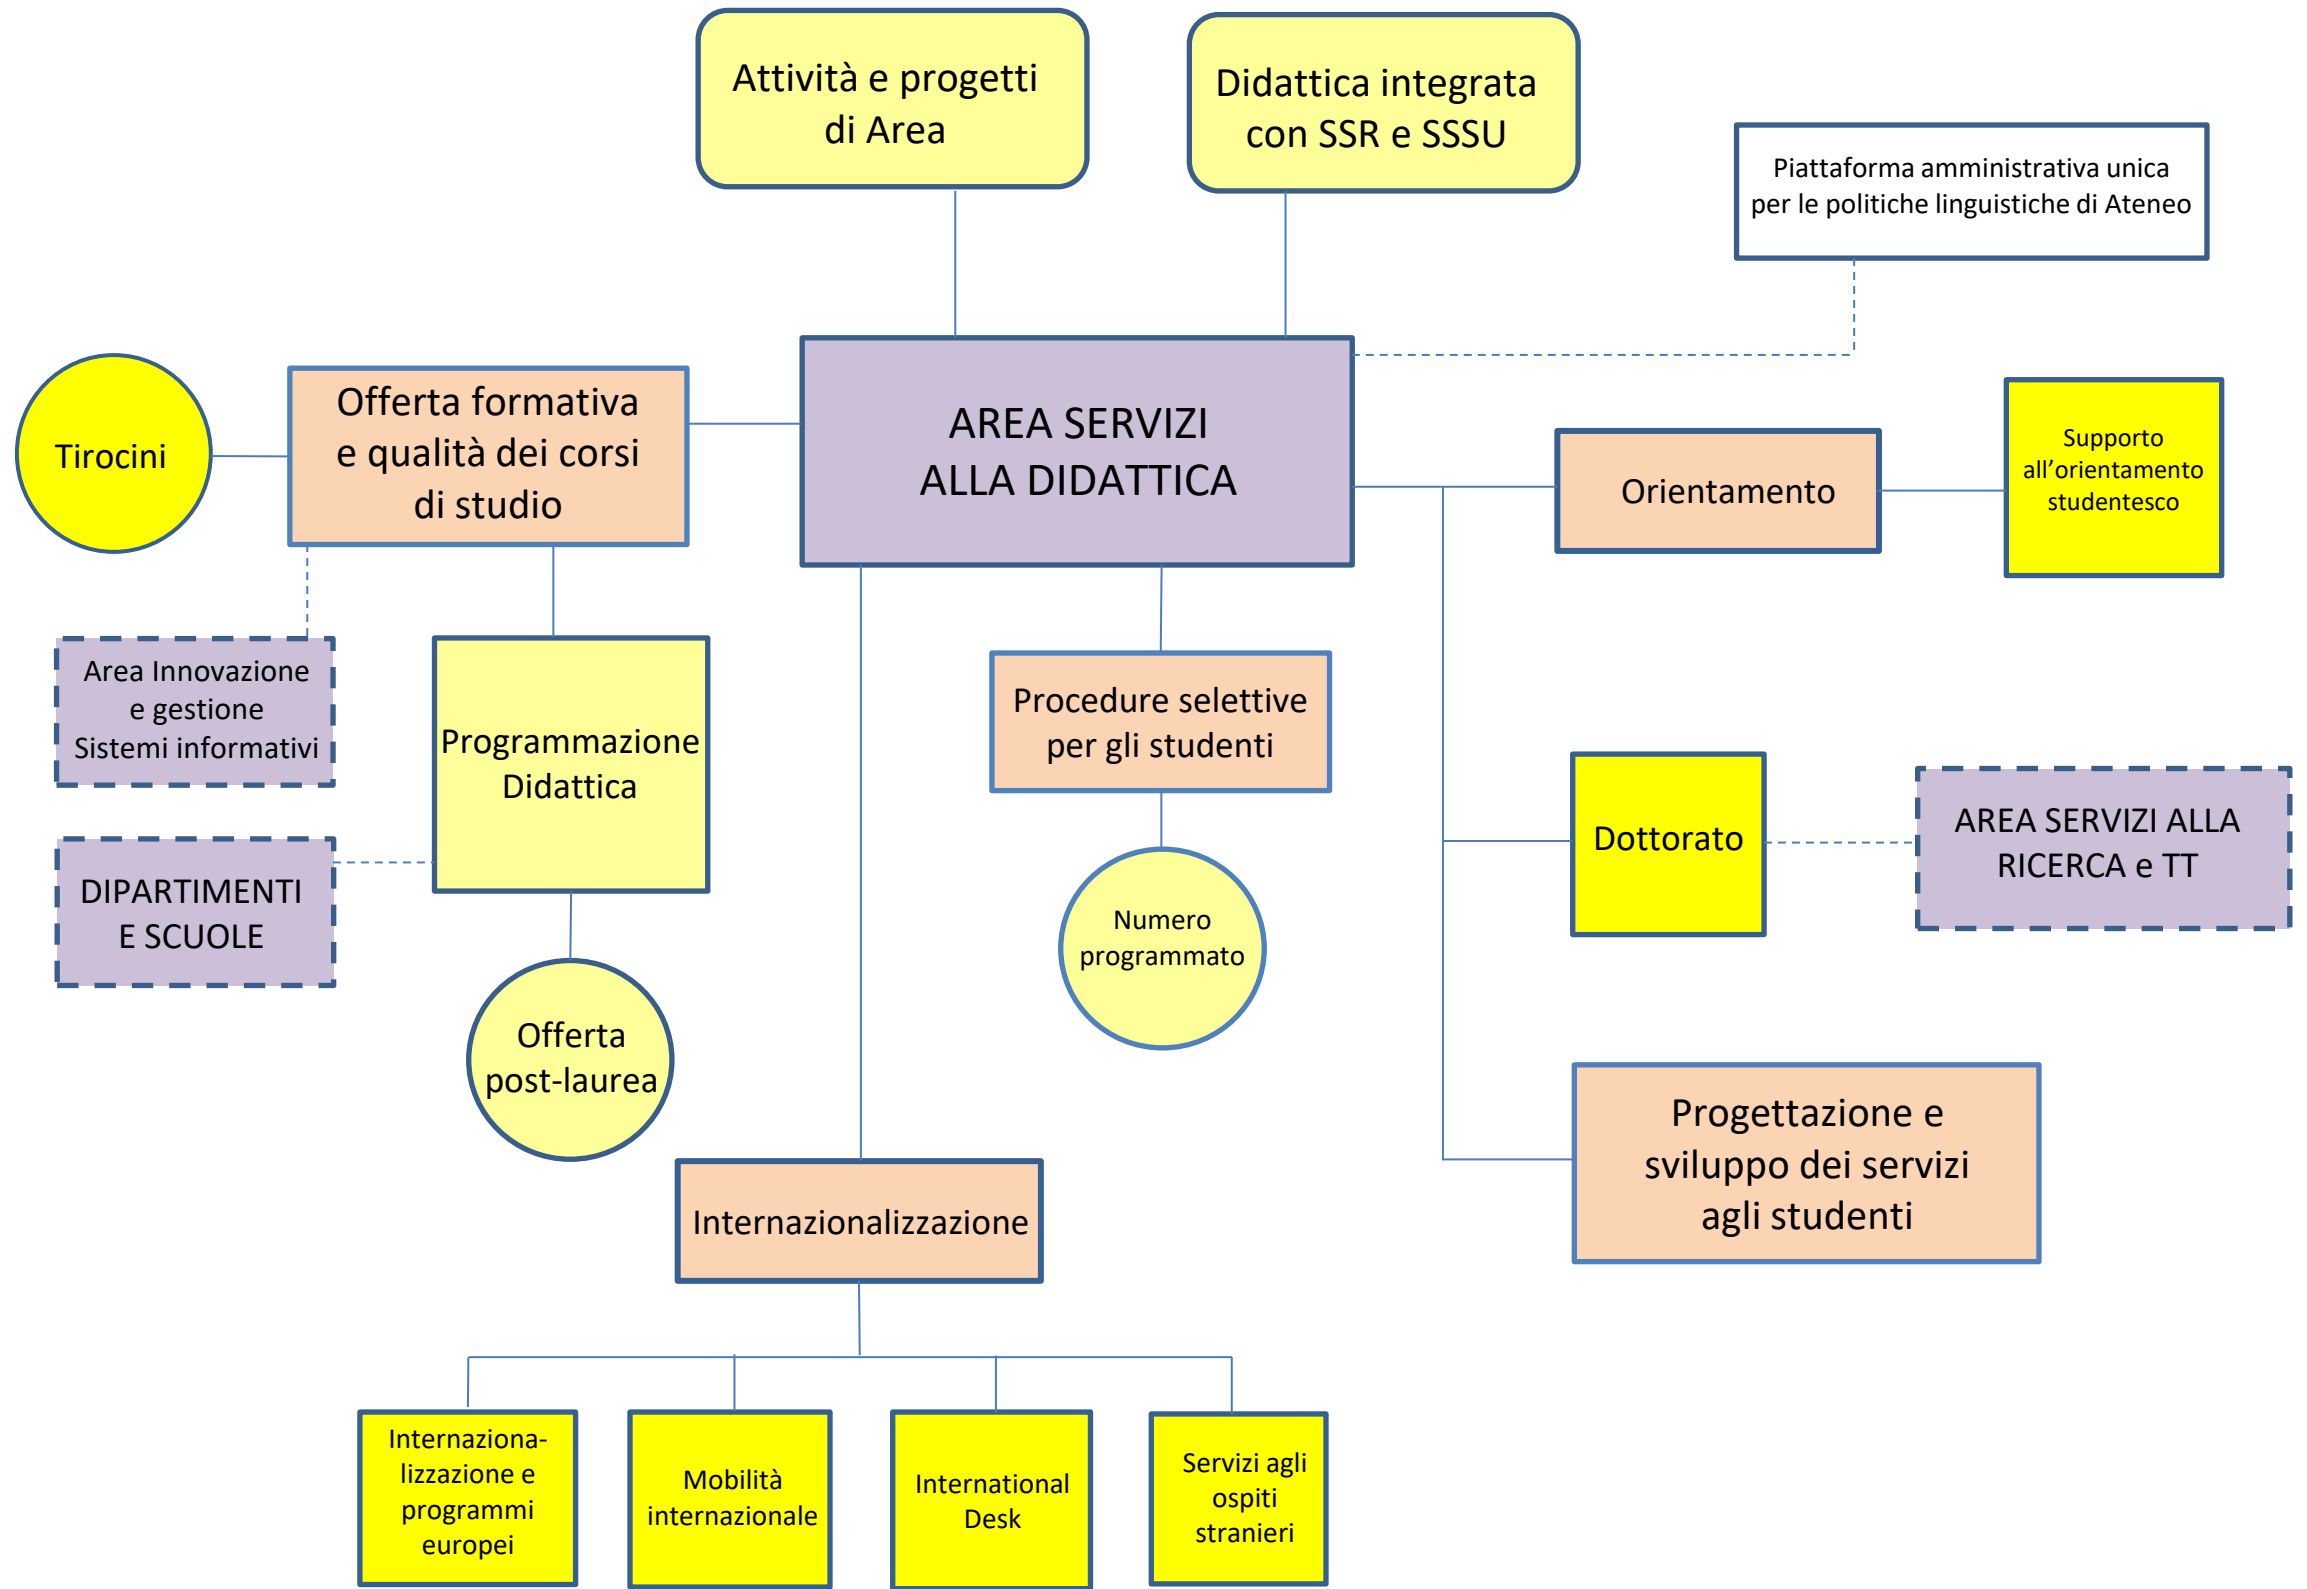 Attività e progetti
di Area
Didattica integrata
con SSR e SSSU
Piattaforma amministrativa unica
per le politiche linguistiche di Ateneo
Tirocini
Offerta formativa
e qualità dei corsi
di studio
AREA SERVIZI
ALLA DIDATTICA
Orientamento
Supporto
all’orientamento
studentesco
Area Innovazione
e gestione
Sistemi informativi
Programmazione
Didattica
Procedure selettive
per gli studenti
Dottorato
AREA SERVIZI ALLA
RICERCA e TT
DIPARTIMENTI
E SCUOLE
Numero
programmato
Offerta
post-laurea
Progettazione e
sviluppo dei servizi
agli studenti
Internazionalizzazione
Internaziona-
lizzazione e
programmi
europei
Mobilità
internazionale
International
Desk
Servizi agli
ospiti
stranieri